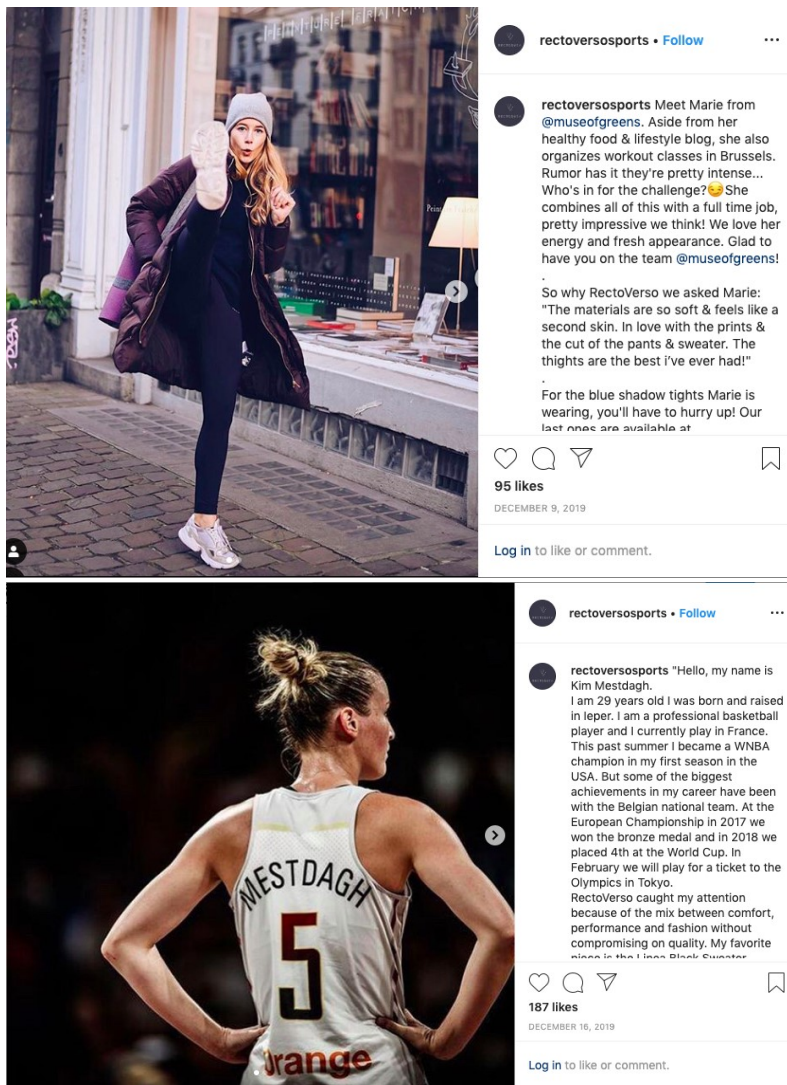 rectoversosports • Follow
rectoversosports Meet Marie from
@museofgreens. Aside from her
healthy food & lifestyle blog, she also
organizes workout classes in Brussels.
Rumor has it they're pretty intense...
Who's in for the challenge?😏She
combines all of this with a full time job,
pretty impressive we think! We love her
energy and fresh appearance. Glad to
have you on the team @museofgreens!
.
So why RectoVerso we asked Marie:
"The materials are so soft & feels like a
second skin. In love with the prints &
the cut of the pants & sweater. The
thights are the best i've ever had!"
.
For the blue shadow tights Marie is
wearing, you'll have to hurry up! Our
last ones are available at
95 likes
DECEMBER 9, 2019
Log in to like or comment.
MESTDAGH
5
orange
rectoversosports • Follow
rectoversosports "Hello, my name is
Kim Mestdagh.
I am 29 years old I was born and raised
in Ieper. I am a professional basketball
player and I currently play in France.
This past summer I became a WNBA
champion in my first season in the
USA. But some of the biggest
achievements in my career have been
with the Belgian national team. At the
European Championship in 2017 we
won the bronze medal and in 2018 we
placed 4th at the World Cup. In
February we will play for a ticket to the
Olympics in Tokyo.
RectoVerso caught my attention
because of the mix between comfort,
performance and fashion without
compromising on quality. My favorite
piece is the Linea Black Sweater
187 likes
DECEMBER 16, 2019
Log in to like or comment.